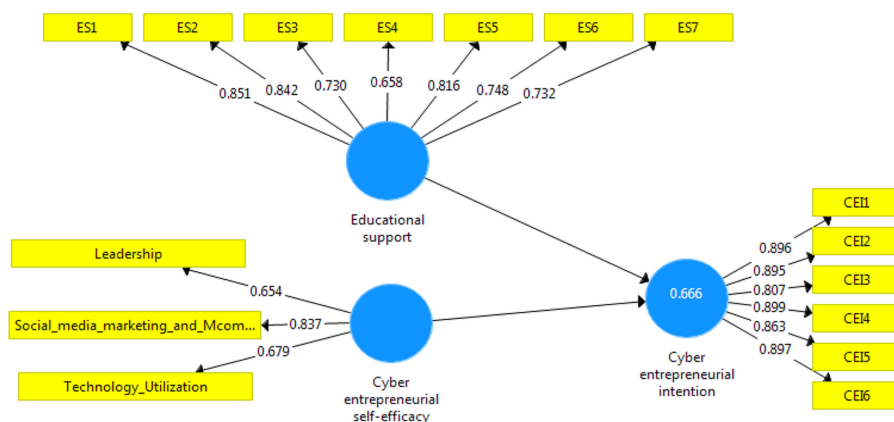 ES1 ES2 ES3 ES4 ES5 ES6 ES7
0.851 0.842 0.730 0.658 0.816 0.748 0.732
Educational
support
Leadership
Social_media_marketing_and_Mcom...
Technology_Utilization
0.654
0.837
0.679
Cyber
entrepreneurial
self-efficacy
0.666
Cyber
entrepreneurial
intention
0.896
0.895
0.807
0.899
0.863
0.897
CEI1
CEI2
CEI3
CEI4
CEI5
CEI6